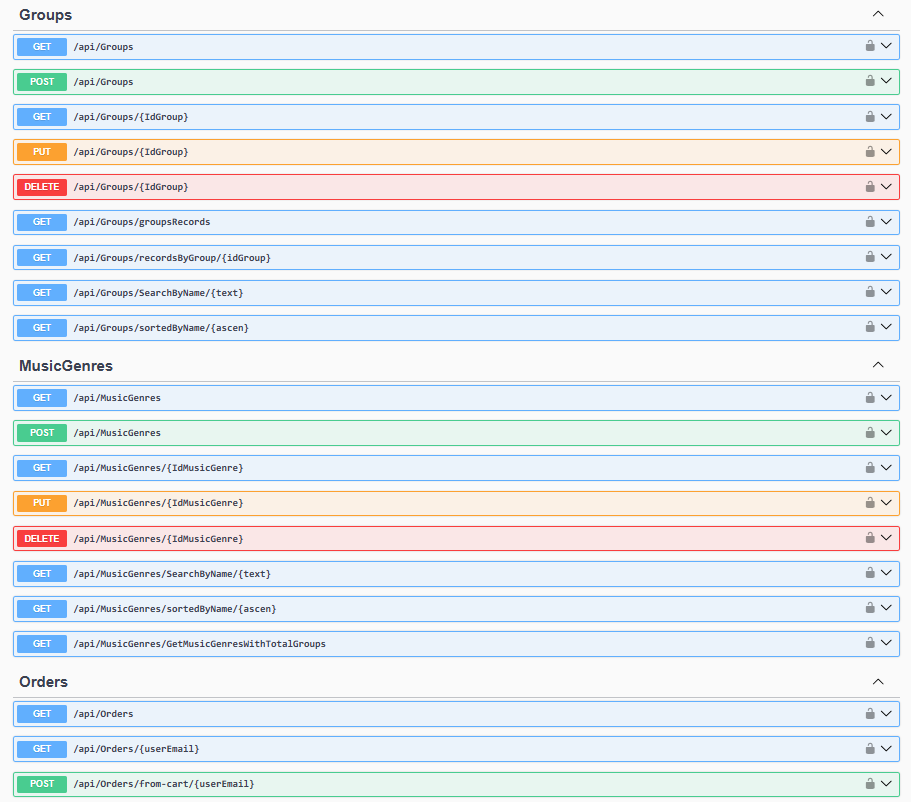 Groups
GET /api/Groups
POST /api/Groups
GET /api/Groups/{IdGroup}
PUT /api/Groups/{IdGroup}
DELETE /api/Groups/{IdGroup}
GET /api/Groups/groupsRecords
GET /api/Groups/recordsByGroup/{idGroup}
GET /api/Groups/SearchByName/{text}
GET /api/Groups/sortedByName/{ascen}
MusicGenres
GET /api/MusicGenres
POST /api/MusicGenres
GET /api/MusicGenres/{IdMusicGenre}
PUT /api/MusicGenres/{IdMusicGenre}
DELETE /api/MusicGenres/{IdMusicGenre}
GET /api/MusicGenres/SearchByName/{text}
GET /api/MusicGenres/sortedByName/{ascen}
GET /api/MusicGenres/GetMusicGenresWithTotalGroups
Orders
GET /api/Orders
GET /api/Orders/{userEmail}
POST /api/Orders/from-cart/{userEmail}